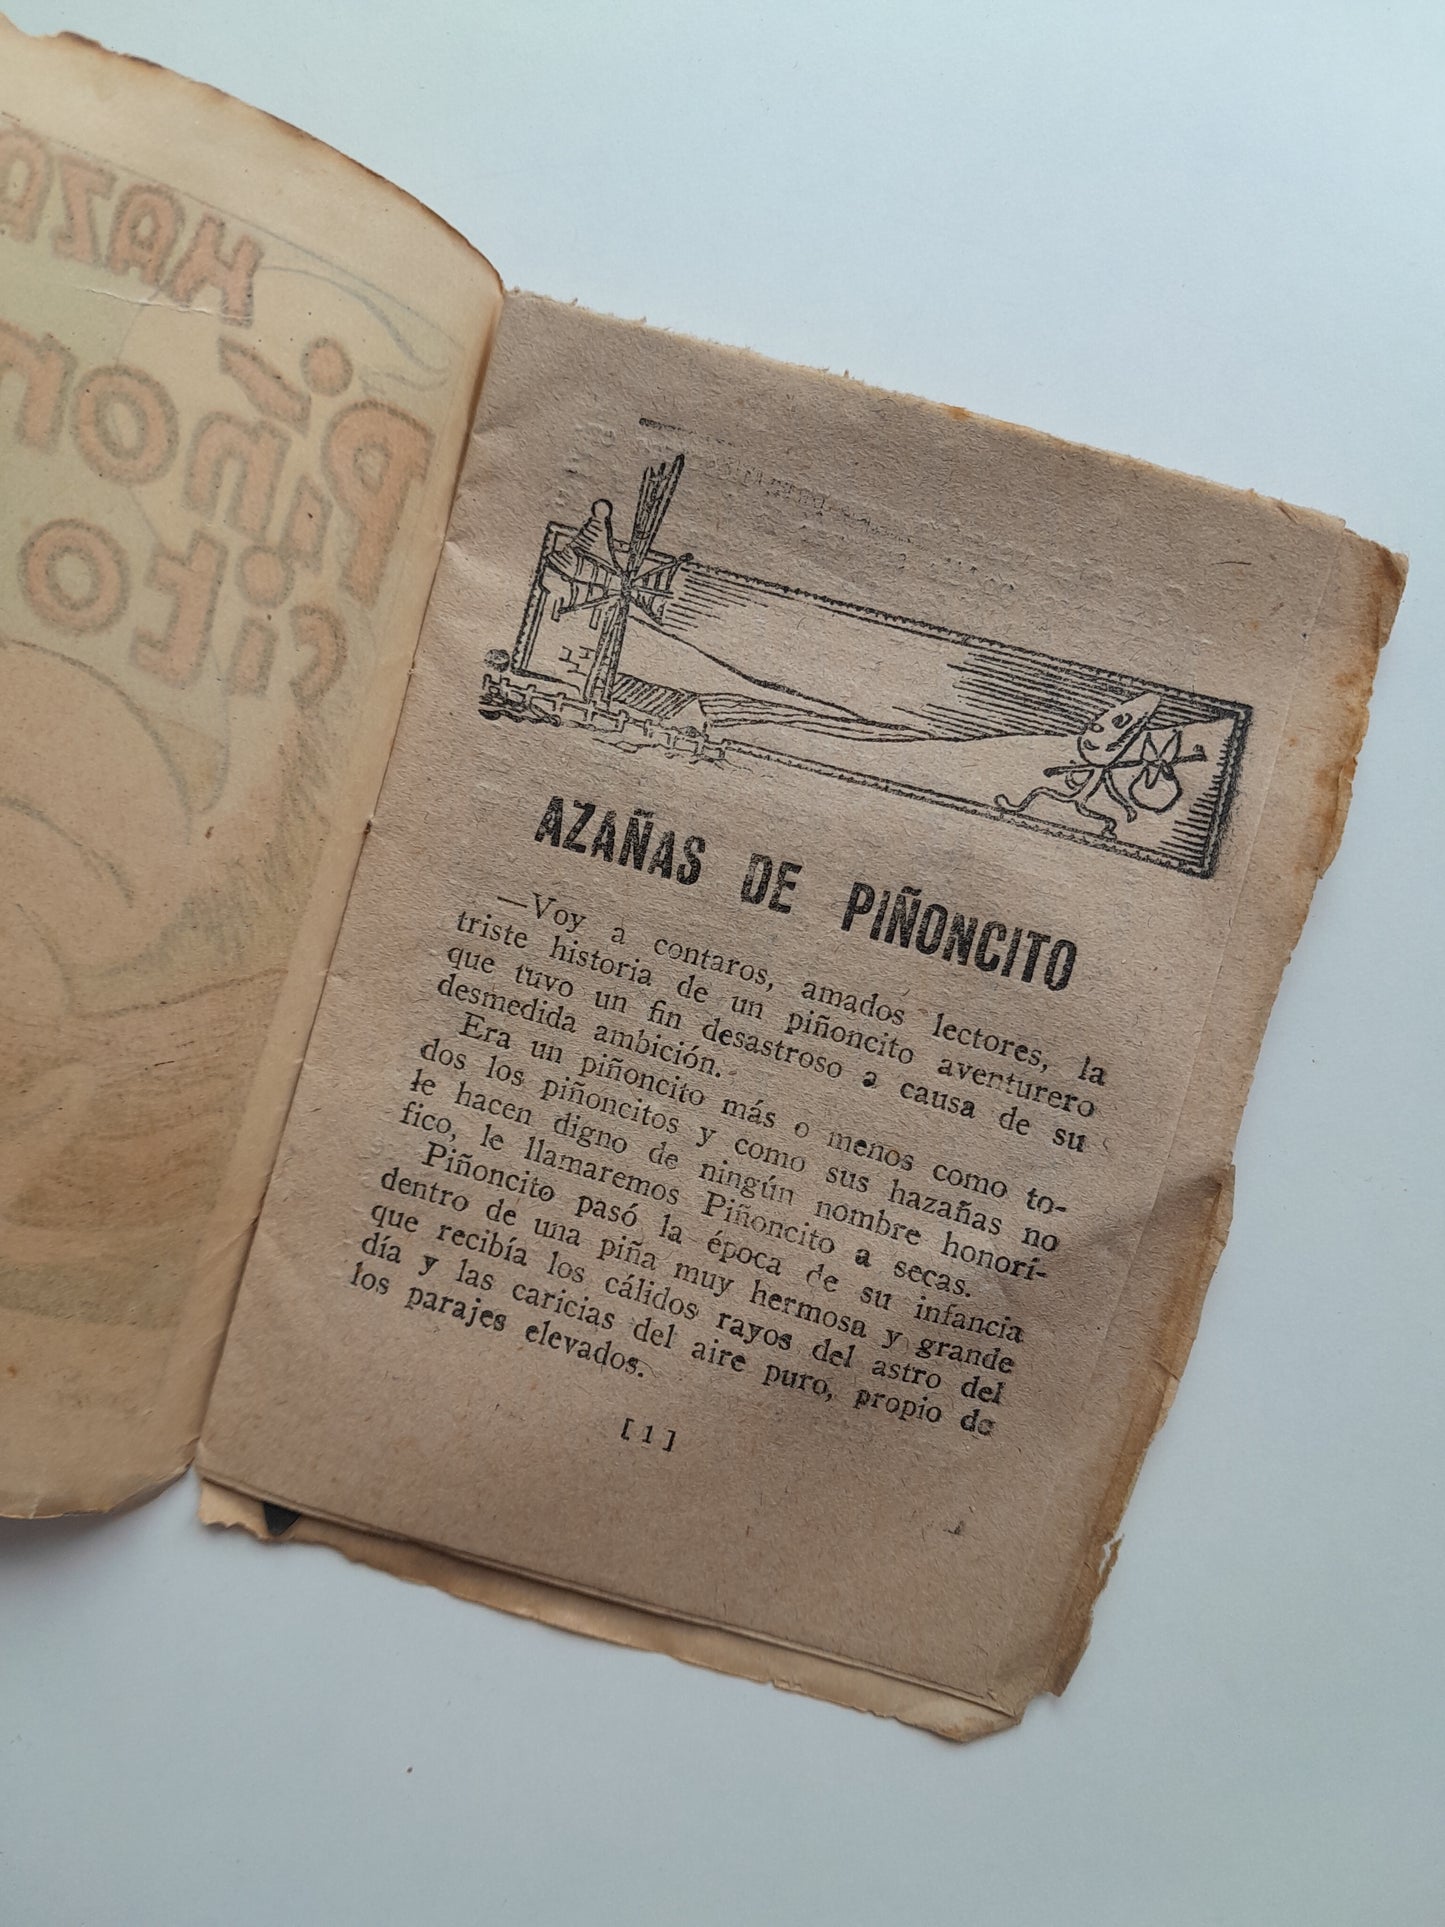 HAZA
Piñon
cito
AZAÑAS DE PIÑONCITO
—Voy a contaros, amados lectores, la
triste historia de un piñoncito aventurero
que tuvo un fin desastroso a causa de su
desmedida ambición.
Era un piñoncito más o menos como to-
dos los piñoncitos y como sus hazañas no
le hacen digno de ningún nombre honorí-
fico, le llamaremos Piñoncito a secas.
Piñoncito pasó la época de su infancia
dentro de una piña muy hermosa y grande
que recibía los cálidos rayos del astro del
día y las caricias del aire puro, propio de
los parajes elevados.
[ 1 ]